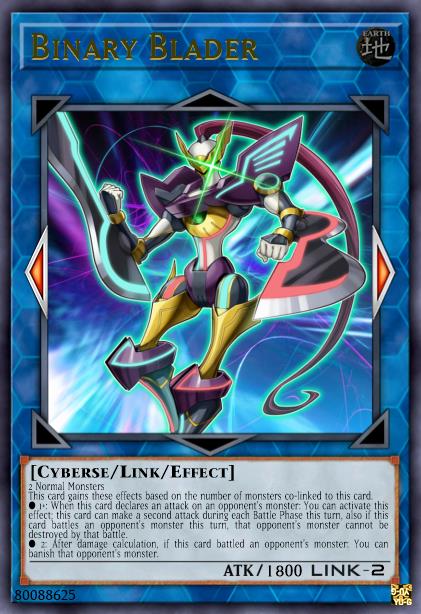 Binary Blader
EARTH
地
[Cyberse/Link/Effect]
2 Normal Monsters
This card gains these effects based on the number of monsters co-linked to this card.
● 1+: When this card declares an attack on an opponent's monster: You can activate
effect; this card can make a second attack during each Battle Phase this turn, also if this
card battles an opponent's monster this turn, that opponent's monster cannot be
destroyed by that battle.
● 2: After damage calculation, if this card battled an opponent's monster: You can
banish that opponent's monster.
ATK/1800 LINK-2
80088625